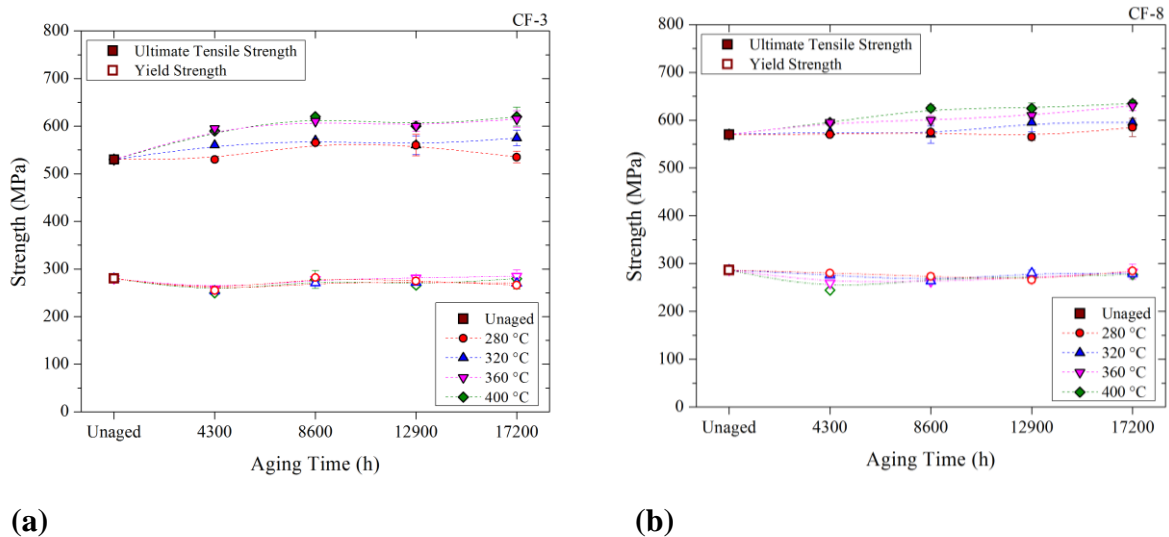 CF-3
800
700
600
500
400
300
200
100
0
Strength (MPa)
Ultimate Tensile Strength
Yield Strength
Unaged
280 °C
320 °C
360 °C
400 °C
Unaged 4300 8600 12900 17200
Aging Time (h)
(a)
CF-8
800
700
600
500
400
300
200
100
0
Strength (MPa)
Ultimate Tensile Strength
Yield Strength
Unaged
280 °C
320 °C
360 °C
400 °C
Unaged 4300 8600 12900 17200
Aging Time (h)
(b)